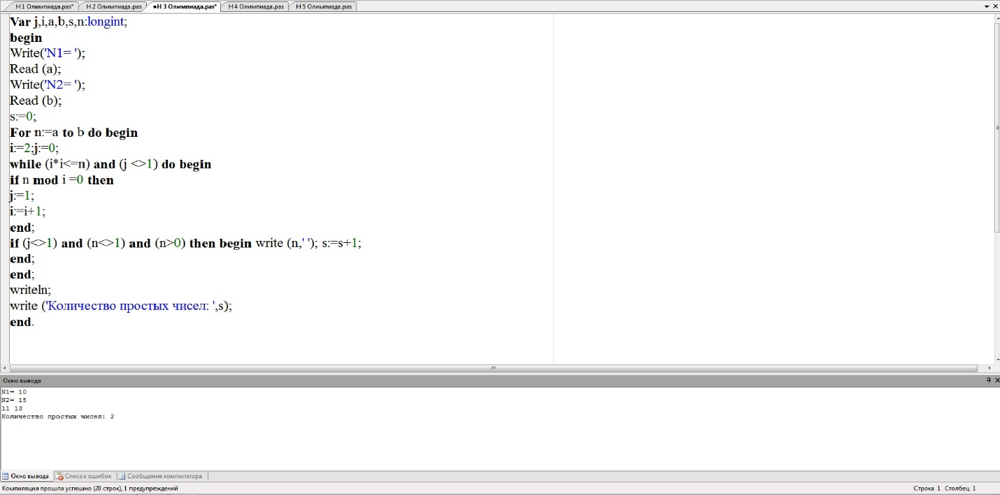 Н 1 Олимпиада.pas* Н 2 Олимпиада.pas ●Н 3 Олимпиада.pas* Н 4 Олимпиада.pas Н 5 Олимпиада.pas
Var j,i,a,b,s,n:longint;
begin
Write('N1= ');
Read (a);
Write('N2= ');
Read (b);
s:=0;
For n:=a to b do begin
i:=2;j:=0;
while (i*i<=n) and (j <>1) do begin
if n mod i =0 then
j:=1;
i:=i+1;
end;
if (j<>1) and (n<>1) and (n>0) then begin write (n,' '); s:=s+1;
end;
end;
writeln;
write ('Количество простых чисел: ',s);
end.
Окно вывода
N1= 10
N2= 15
11 13
Количество простых чисел: 2
Окно вывода Список ошибок Сообщения компилятора
Компиляция прошла успешно (20 строк), 1 предупреждений Строка 1 Столбец 1